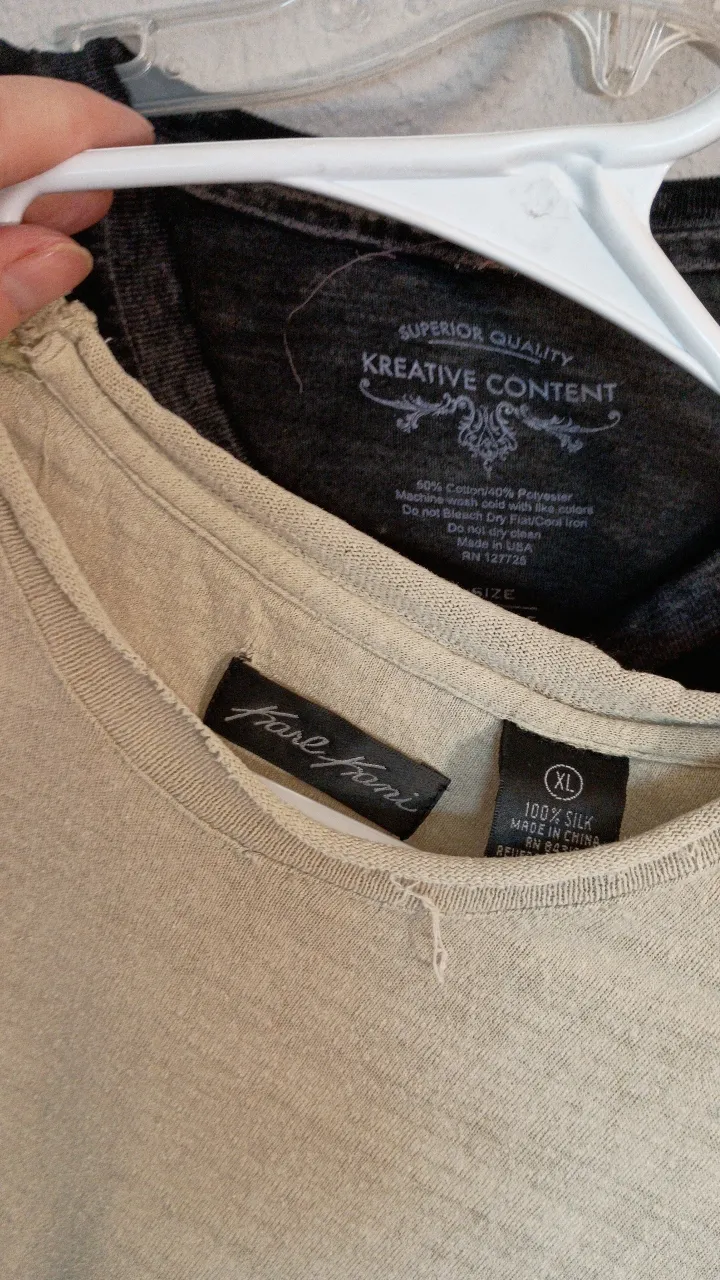 SUPERIOR QUALITY
KREATIVE CONTENT
60% Cotton/40% Polyester
Machine wash cold with like colors
Do not Bleach Dry Flat/Cool Iron
Do not dry clean
Made in USA
RN 127725
SIZE
Karl Kani
XL
100% SILK
MADE IN CHINA
RN